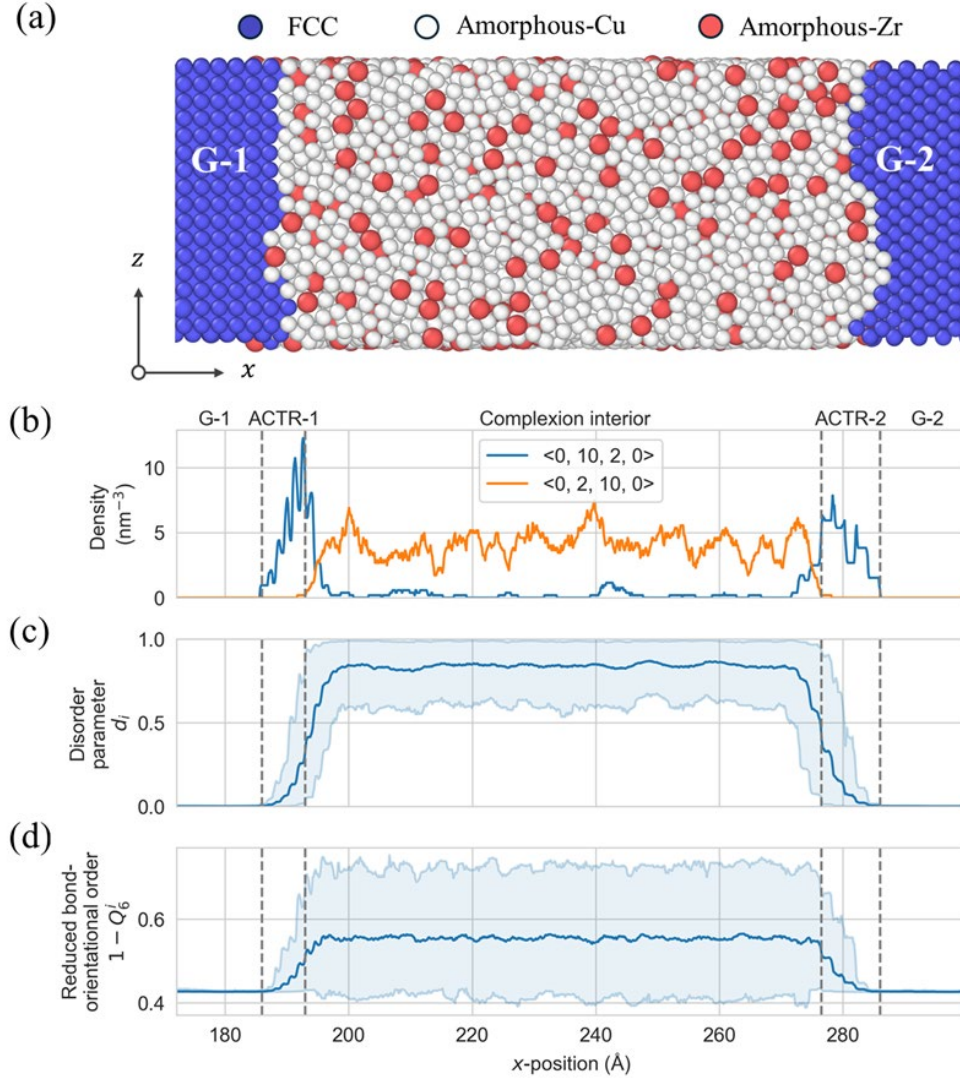 (a)
FCC Amorphous-Cu Amorphous-Zr
G-1 G-2
z
x
(b)
G-1 ACTR-1 Complexion interior ACTR-2 G-2
<0, 10, 2, 0>
<0, 2, 10, 0>
Density
(nm⁻³)
10
5
0
(c)
Disorder
parameter
dᵢ
1.0
0.5
0.0
(d)
Reduced bond-
orientational order
1 − Q₆ⁱ
0.6
0.4
180 200 220 240 260 280
x-position (Å)